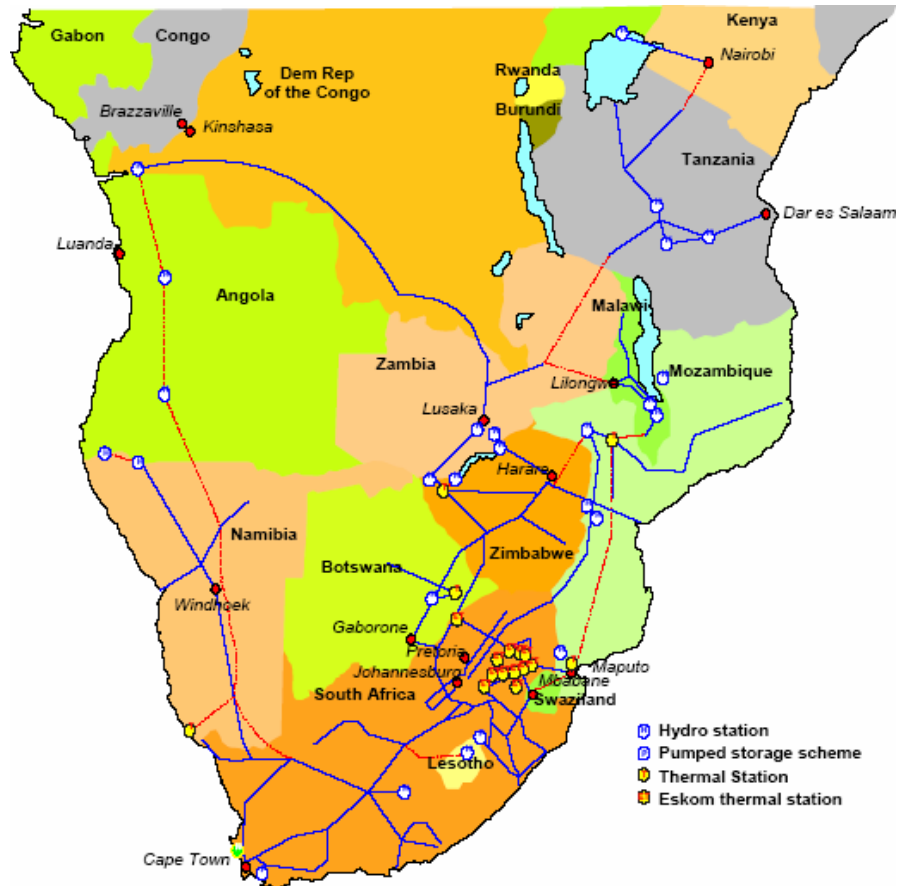 Gabon
Congo
Kenya
Nairobi
Dem Rep
of the Congo
Rwanda
Burundi
Brazzaville
Kinshasa
Tanzania
Dar es Salaam
Luanda
Angola
Malawi
Zambia
Lilongwe
Mozambique
Lusaka
Harare
Namibia
Zimbabwe
Botswana
Windhoek
Gaborone
Pretoria
Johannesburg
Maputo
Mbabane
South Africa
Swaziland
Lesotho
Hydro station
Pumped storage scheme
Thermal Station
Eskom thermal station
Cape Town